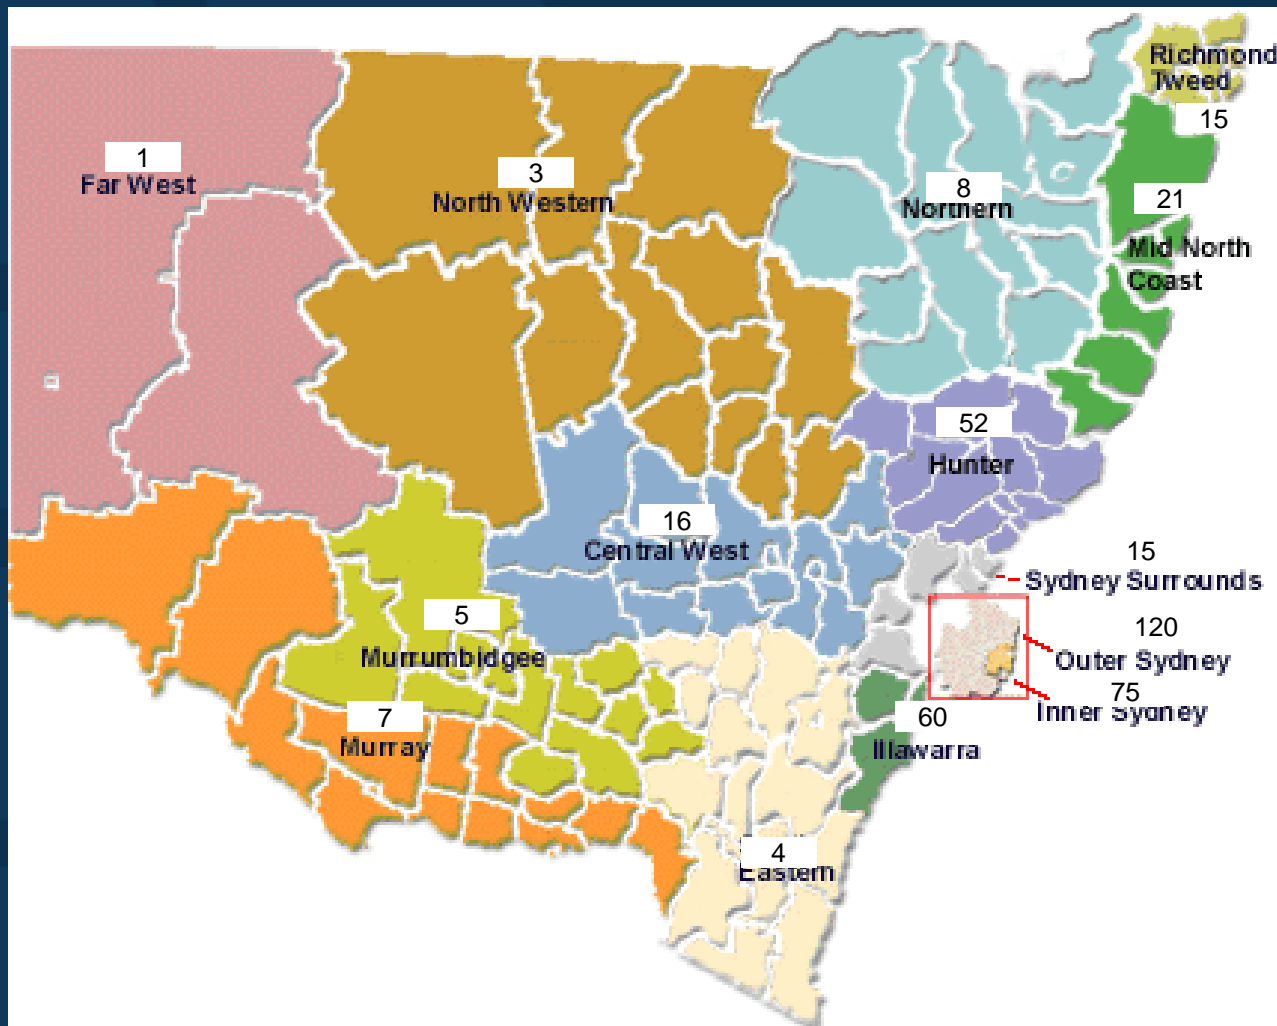 Richmond
Tweed
15
1
Far West
3
North Western
8
Northern
21
Mid North
Coast
52
Hunter
16
Central West
15
Sydney Surrounds
5
Murrumbidgee
120
Outer Sydney
75
Inner Sydney
7
Murray
60
Illawarra
4
Eastern